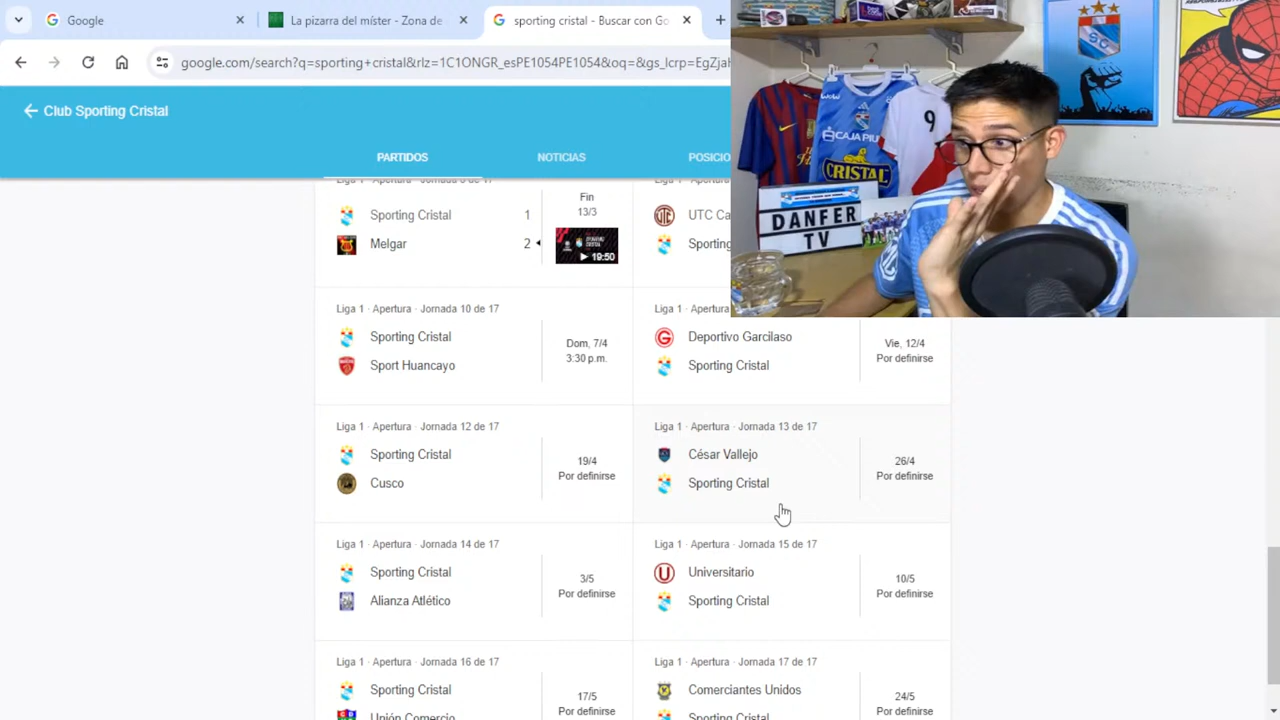 Google
La pizarra del míster - Zona de
sporting cristal - Buscar con Go
google.com/search?q=sporting+cristal&rlz=1C1ONGR_esPE1054PE1054&oq=&gs_lcrp=EgZjaH
Club Sporting Cristal
PARTIDOS
NOTICIAS
POSICIO
Sporting Cristal 1
Melgar 2
Fin
13/3
19:50
UTC Ca
Sporting
Liga 1 · Apertura · Jornada 10 de 17
Sporting Cristal
Sport Huancayo
Dom, 7/4
3:30 p.m.
Liga 1 · Apertura
Deportivo Garcilaso
Sporting Cristal
Vie, 12/4
Por definirse
Liga 1 · Apertura · Jornada 12 de 17
Sporting Cristal
Cusco
19/4
Por definirse
Liga 1 · Apertura · Jornada 13 de 17
César Vallejo
Sporting Cristal
26/4
Por definirse
Liga 1 · Apertura · Jornada 14 de 17
Sporting Cristal
Alianza Atlético
3/5
Por definirse
Liga 1 · Apertura · Jornada 15 de 17
Universitario
Sporting Cristal
10/5
Por definirse
Liga 1 · Apertura · Jornada 16 de 17
Sporting Cristal
Unión Comercio
17/5
Por definirse
Liga 1 · Apertura · Jornada 17 de 17
Comerciantes Unidos
Sporting Cristal
24/5
Por definirse
CAJA PIU
CRISTAL
9
SC
DANFER
TV